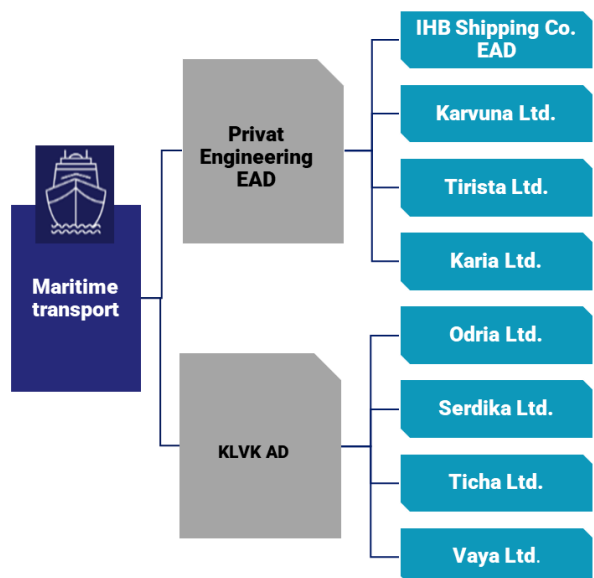 Maritime
transport
Privat
Engineering
EAD
IHB Shipping Co.
EAD
Karvuna Ltd.
Tirista Ltd.
Karia Ltd.
KLVK AD
Odria Ltd.
Serdika Ltd.
Ticha Ltd.
Vaya Ltd.